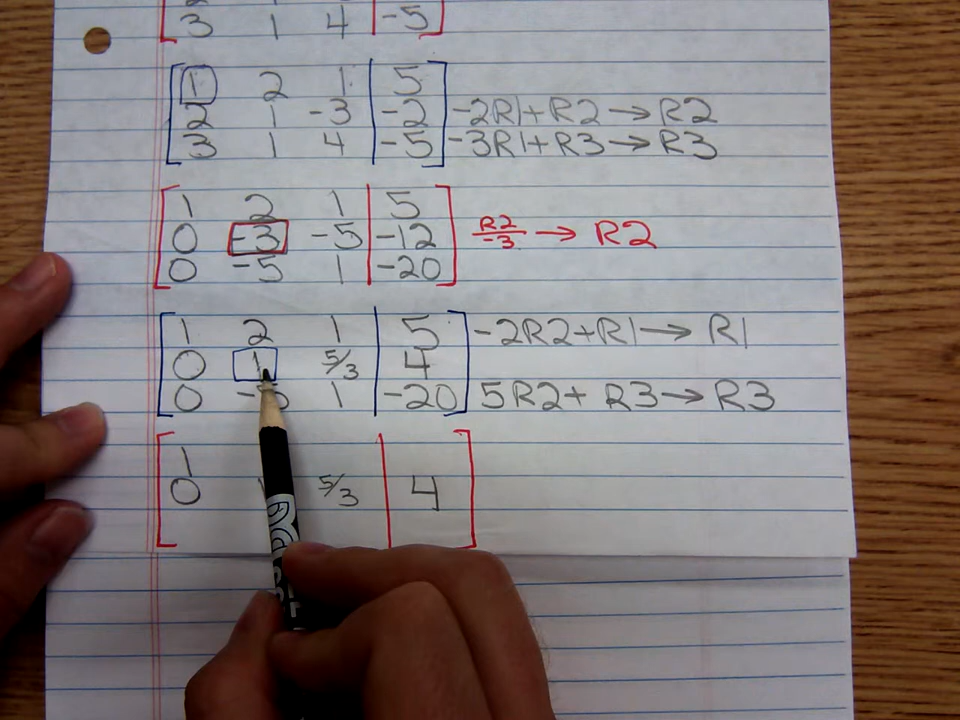 3 1 4 -5
1 2 1 5
2 1 -3 -2 -2R1+R2→R2
3 1 4 -5 -3R1+R3→R3
1 2 1 5
0 -3 -5 -12 R2/-3 → R2
0 -5 1 -20
1 2 1 5 -2R2+R1→ R1
0 1 5/3 4
0 -5 1 -20 5R2+ R3→ R3
1
0 1 5/3 4